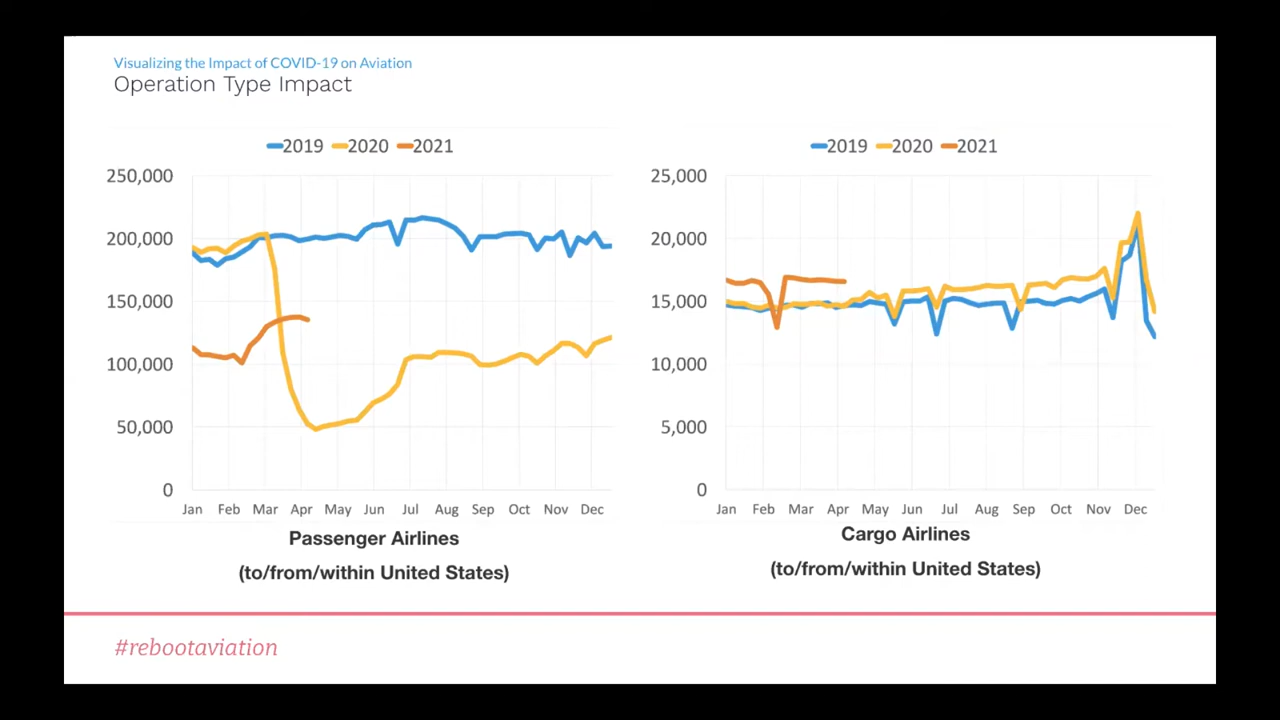 Visualizing the Impact of COVID-19 on Aviation
Operation Type Impact
2019 2020 2021
250,000
200,000
150,000
100,000
50,000
0
Jan Feb Mar Apr May Jun Jul Aug Sep Oct Nov Dec
Passenger Airlines
(to/from/within United States)
2019 2020 2021
25,000
20,000
15,000
10,000
5,000
0
Jan Feb Mar Apr May Jun Jul Aug Sep Oct Nov Dec
Cargo Airlines
(to/from/within United States)
#rebootaviation